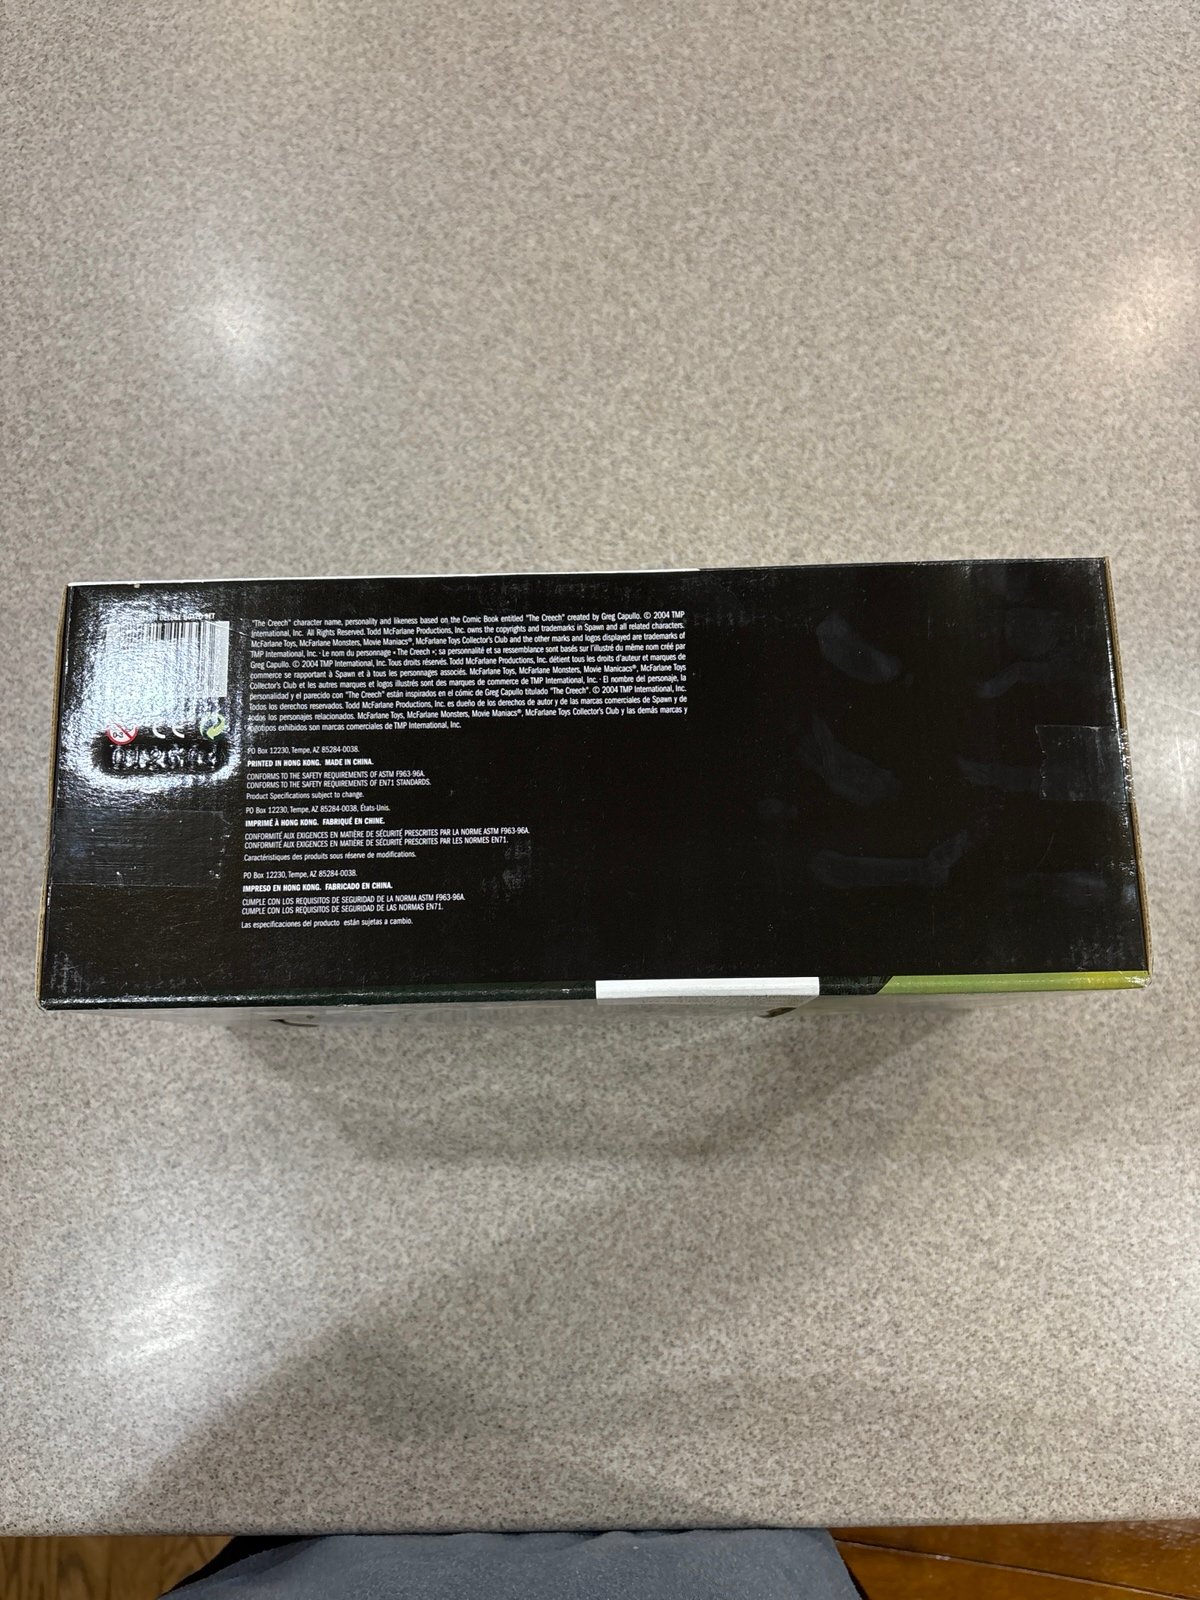 DELUXE BOXED SET
"The Creech" character name, personality and likeness based on the Comic Book entitled "The Creech" created by Greg Capullo. © 2004 TMP
International, Inc. All Rights Reserved. Todd McFarlane Productions, Inc. owns the copyrights and trademarks in Spawn and all related characters.
McFarlane Toys, McFarlane Monsters, Movie Maniacs®, McFarlane Toys Collector's Club and the other marks and logos displayed are trademarks of
TMP International, Inc. · Le nom du personnage « The Creech »; sa personnalité et sa ressemblance sont basés sur l'illustré du même nom créé par
Greg Capullo. © 2004 TMP International, Inc. Tous droits réservés. Todd McFarlane Productions, Inc. détient tous les droits d'auteur et marques de
commerce se rapportant à Spawn et à tous les personnages associés. McFarlane Toys, McFarlane Monsters, Movie Manicacs®, McFarlane Toys
Collector's Club et les autres marques et logos illustrés sont des marques de commerce de TMP International, Inc. · El nombre del personaje, la
personalidad y el parecido con "The Creech" están inspirados en el cómic de Greg Capullo titulado "The Creech". © 2004 TMP International, Inc.
Todos los derechos reservados. Todd McFarlane Productions, Inc. es dueño de los derechos de autor y de las marcas comerciales de Spawn y de
todos los personajes relacionados. McFarlane Toys, McFarlane Monsters, Movie Maniacs®, McFarlane Toys Collector's Club y las demás marcas y
logotipos exhibidos son marcas comerciales de TMP International, Inc.
0-3
CE
PO Box 12230, Tempe, AZ 85284-0038.
PRINTED IN HONG KONG. MADE IN CHINA.
CONFORMS TO THE SAFETY REQUIREMENTS OF ASTM F963-96A.
CONFORMS TO THE SAFETY REQUIREMENTS OF EN71 STANDARDS.
Product Specifications subject to change.
PO Box 12230, Tempe, AZ 85284-0038, États-Unis.
IMPRIMÉ À HONG KONG. FABRIQUÉ EN CHINE.
CONFORMITÉ AUX EXIGENCES EN MATIÈRE DE SÉCURITÉ PRESCRITES PAR LA NORME ASTM F963-96A.
CONFORMITÉ AUX EXIGENCES EN MATIÈRE DE SÉCURITÉ PRESCRITES PAR LES NORMES EN71.
Caractéristiques des produits sous réserve de modifications.
PO Box 12230, Tempe, AZ 85284-0038.
IMPRESO EN HONG KONG. FABRICADO EN CHINA.
CUMPLE CON LOS REQUISITOS DE SEGURIDAD DE LA NORMA ASTM F963-96A.
CUMPLE CON LOS REQUISITOS DE SEGURIDAD DE LAS NORMAS EN71.
Las especificaciones del producto están sujetas a cambio.